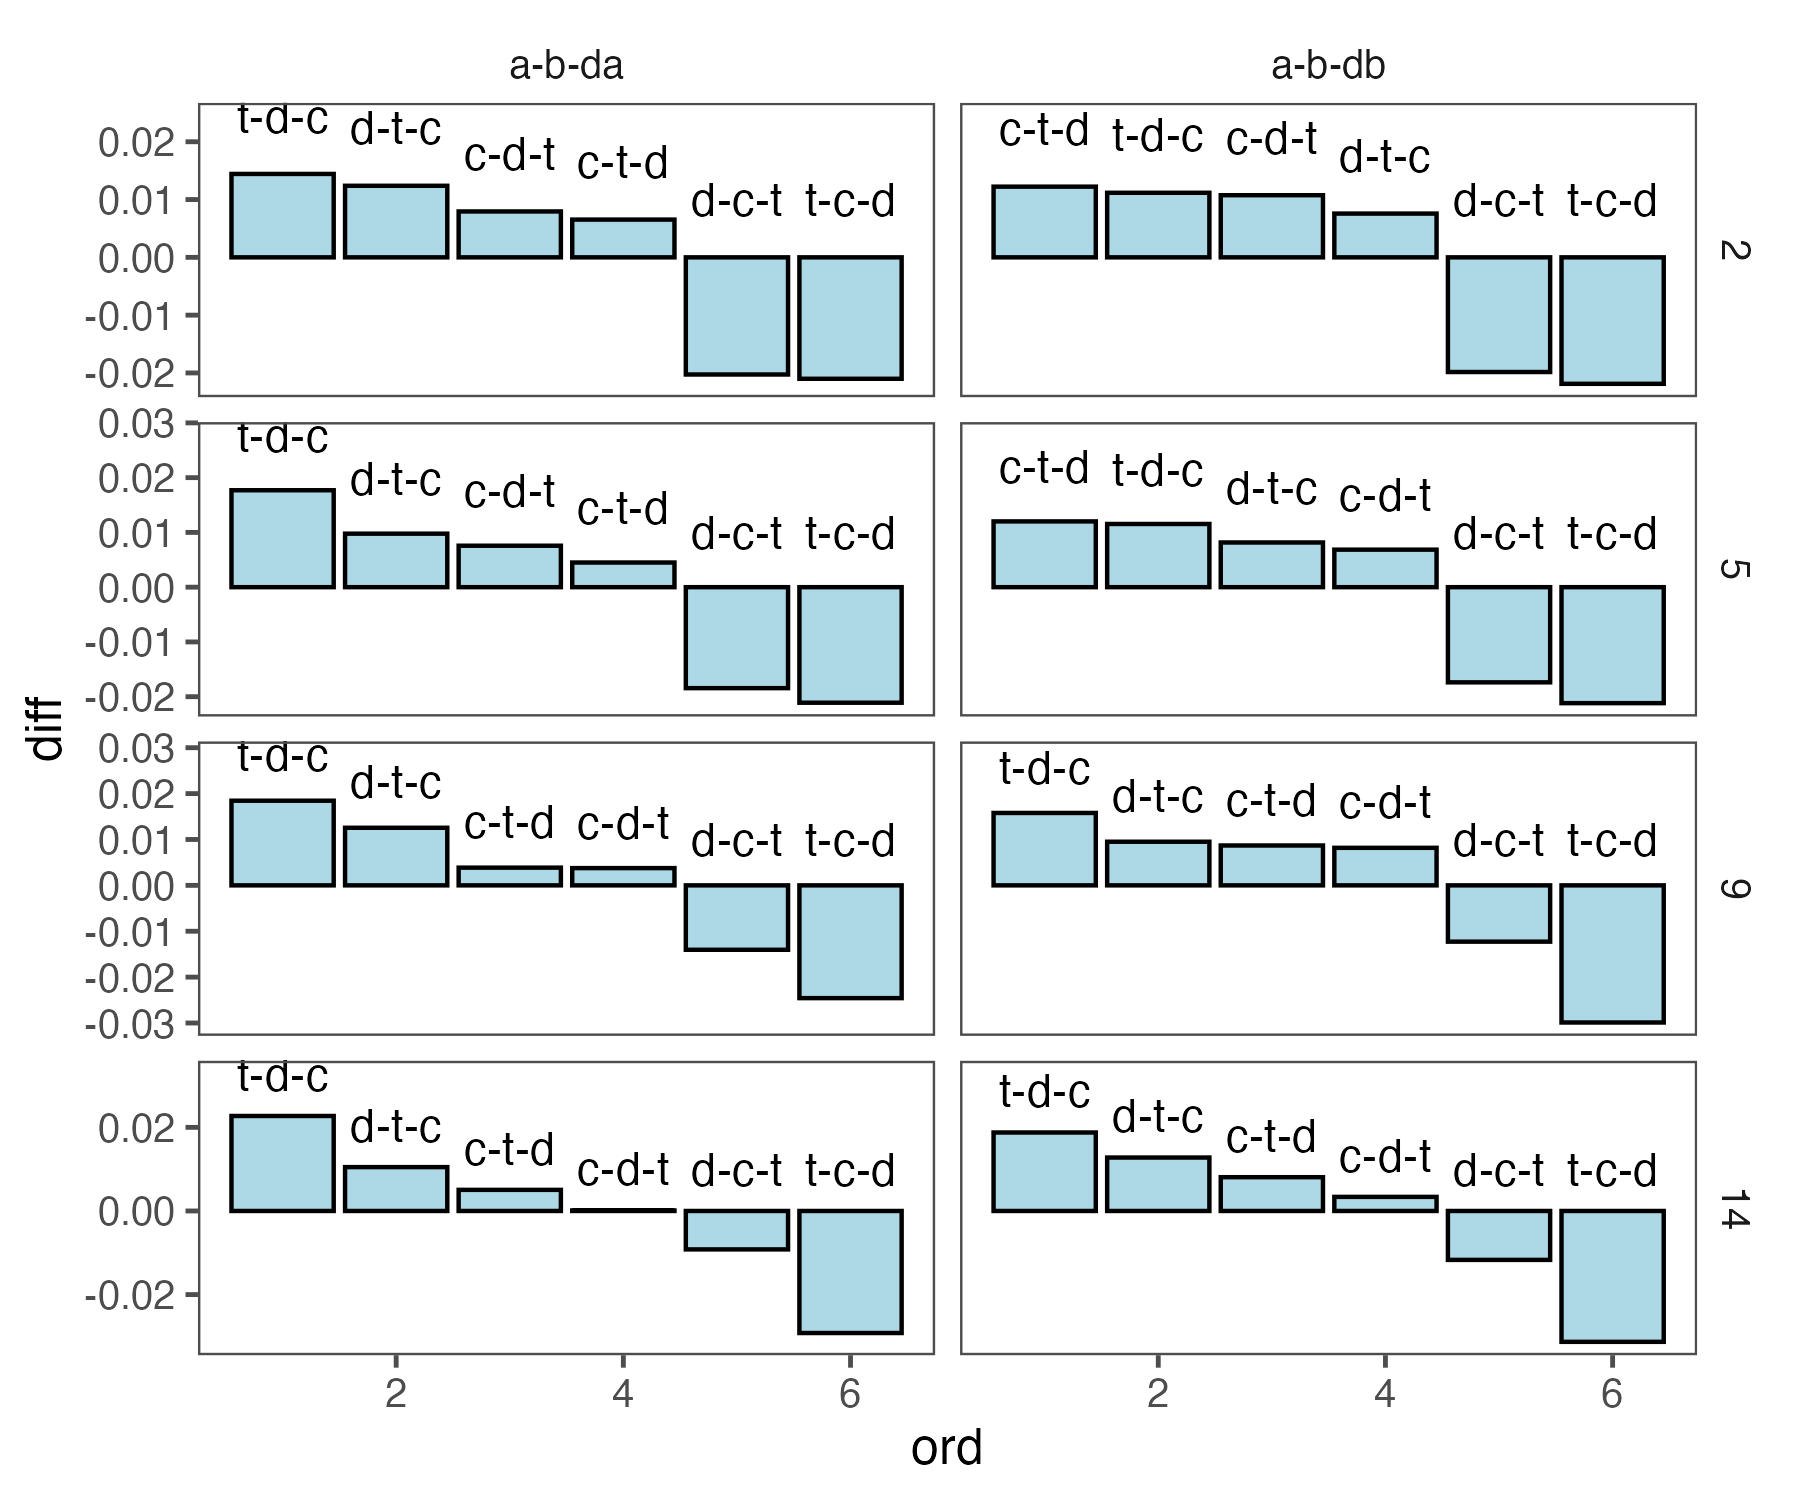 a-b-da a-b-db
t-d-c d-t-c c-d-t c-t-d d-c-t t-c-d
c-t-d t-d-c c-d-t d-t-c d-c-t t-c-d
0.02
0.01
0.00
-0.01
-0.02
2
t-d-c d-t-c c-d-t c-t-d d-c-t t-c-d
c-t-d t-d-c d-t-c c-d-t d-c-t t-c-d
0.03
0.02
0.01
0.00
-0.01
-0.02
5
diff
t-d-c d-t-c c-t-d c-d-t d-c-t t-c-d
t-d-c d-t-c c-t-d c-d-t d-c-t t-c-d
0.03
0.02
0.01
0.00
-0.01
-0.02
-0.03
9
t-d-c d-t-c c-t-d c-d-t d-c-t t-c-d
t-d-c d-t-c c-t-d c-d-t d-c-t t-c-d
0.02
0.00
-0.02
14
2 4 6 2 4 6
ord